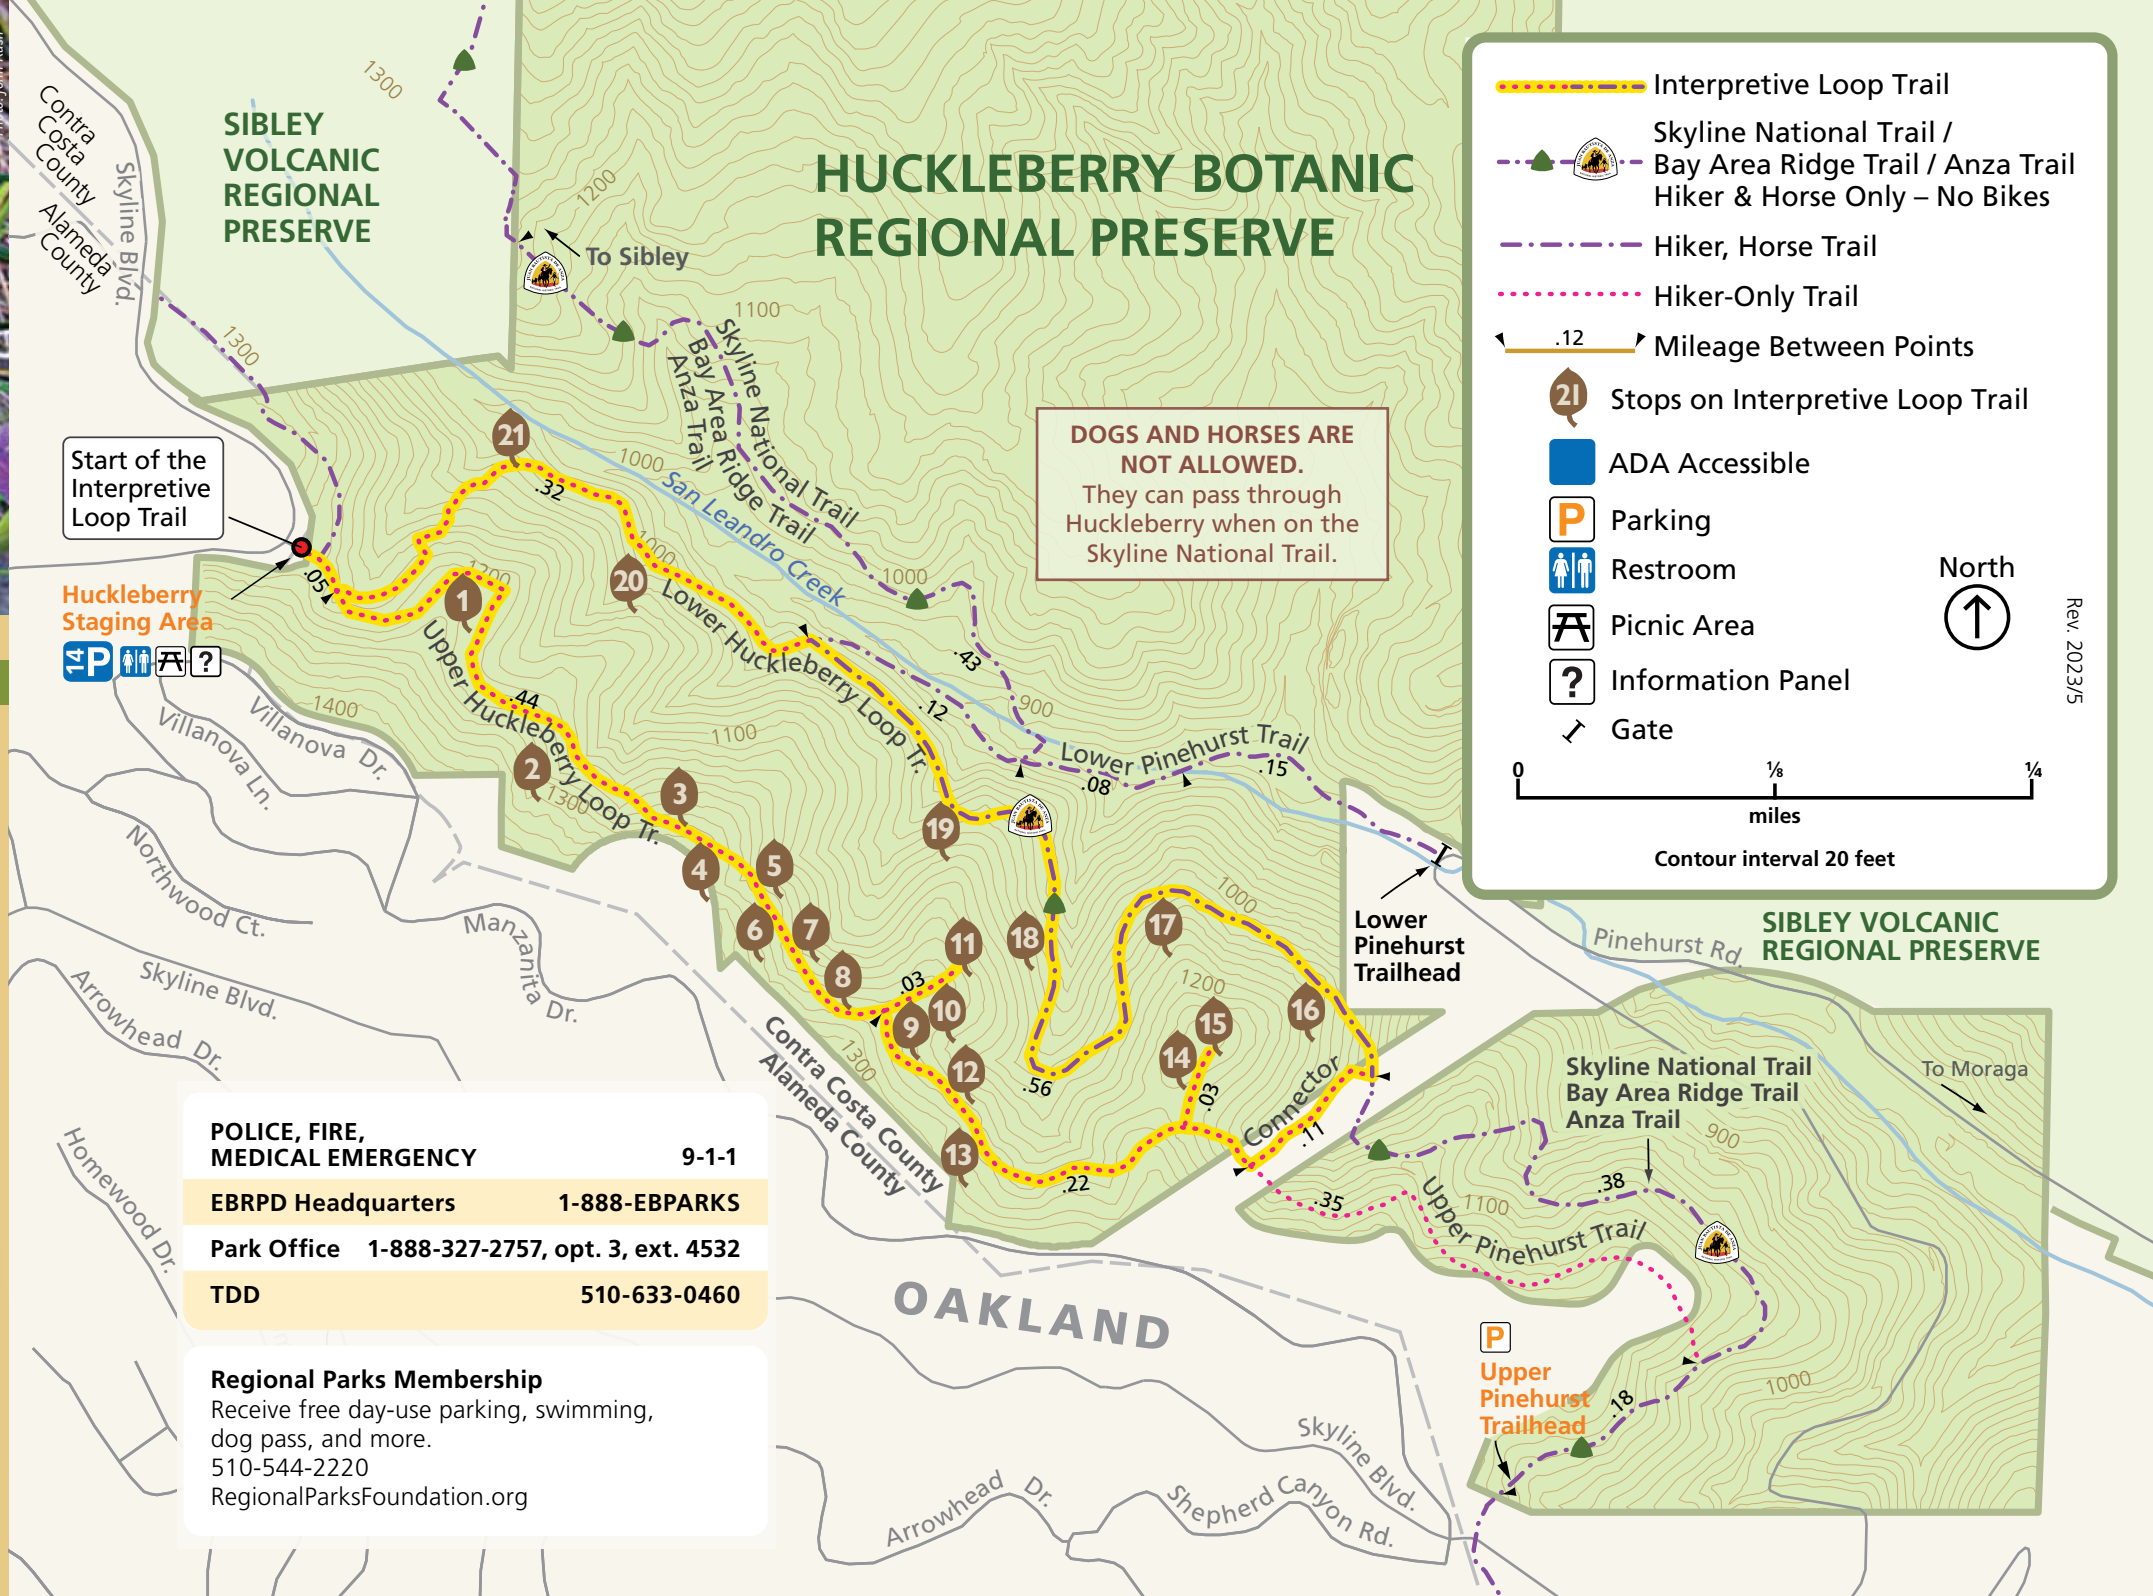 HUCKLEBERRY BOTANIC
REGIONAL PRESERVE
SIBLEY
VOLCANIC
REGIONAL
PRESERVE
Contra
Costa
County
Alameda
County
Skyline Blvd.
1300
1200
To Sibley
1100
1300
Skyline National Trail
Bay Area Ridge Trail
Anza Trail
DOGS AND HORSES ARE
NOT ALLOWED.
They can pass through
Huckleberry when on the
Skyline National Trail.
Interpretive Loop Trail
Skyline National Trail /
Bay Area Ridge Trail / Anza Trail
Hiker & Horse Only – No Bikes
Hiker, Horse Trail
Hiker-Only Trail
.12
Mileage Between Points
21
Stops on Interpretive Loop Trail
ADA Accessible
P
Parking
Restroom
Picnic Area
?
Information Panel
Gate
North
Rev. 2023/5
0
⅛
¼
miles
Contour interval 20 feet
Start of the
Interpretive
Loop Trail
Huckleberry
Staging Area
14 P
?
.05
21
.32
1000
San Leandro Creek
1000
20
1200
1
Lower Huckleberry Loop Tr.
1000
.43
900
.12
Upper Huckleberry Loop Tr.
.44
1100
1400
Villanova Dr.
Villanova Ln.
2
1300
3
4
5
6
7
8
9
10
11
.03
12
13
14
15
.03
16
17
18
19
Lower Pinehurst Trail
.08
.15
Lower
Pinehurst
Trailhead
1000
1200
.56
1300
.22
Connector
.11
Northwood Ct.
Manzanita Dr.
Skyline Blvd.
Arrowhead Dr.
Homewood Dr.
Contra Costa County
Alameda County
SIBLEY VOLCANIC
REGIONAL PRESERVE
Pinehurst Rd.
To Moraga
Skyline National Trail
Bay Area Ridge Trail
Anza Trail
900
.38
.35
1100
Upper Pinehurst Trail
1000
.18
P
Upper
Pinehurst
Trailhead
OAKLAND
Skyline Blvd.
Shepherd Canyon Rd.
Arrowhead Dr.
POLICE, FIRE,
MEDICAL EMERGENCY 9-1-1
EBRPD Headquarters 1-888-EBPARKS
Park Office 1-888-327-2757, opt. 3, ext. 4532
TDD 510-633-0460
Regional Parks Membership
Receive free day-use parking, swimming,
dog pass, and more.
510-544-2220
RegionalParksFoundation.org